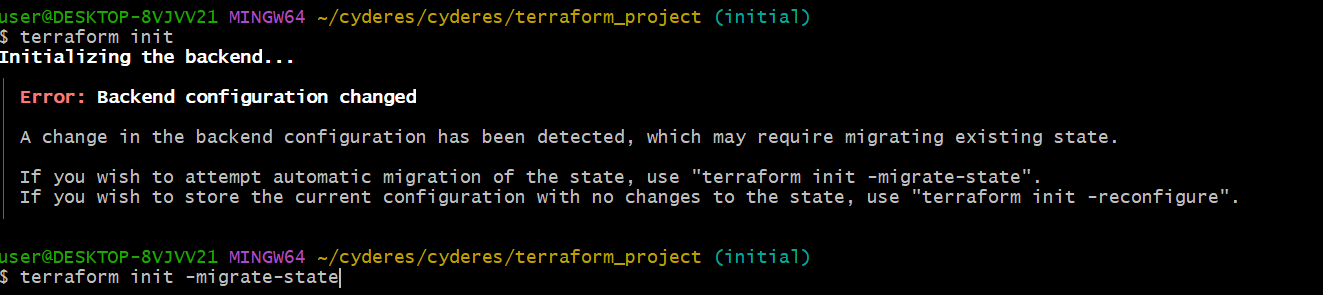 user@DESKTOP-8VJVV21 MINGW64 ~/cyderes/cyderes/terraform_project (initial)
$ terraform init
Initializing the backend...
Error: Backend configuration changed
A change in the backend configuration has been detected, which may require migrating existing state.
If you wish to attempt automatic migration of the state, use "terraform init -migrate-state".
If you wish to store the current configuration with no changes to the state, use "terraform init -reconfigure".
user@DESKTOP-8VJVV21 MINGW64 ~/cyderes/cyderes/terraform_project (initial)
$ terraform init -migrate-state